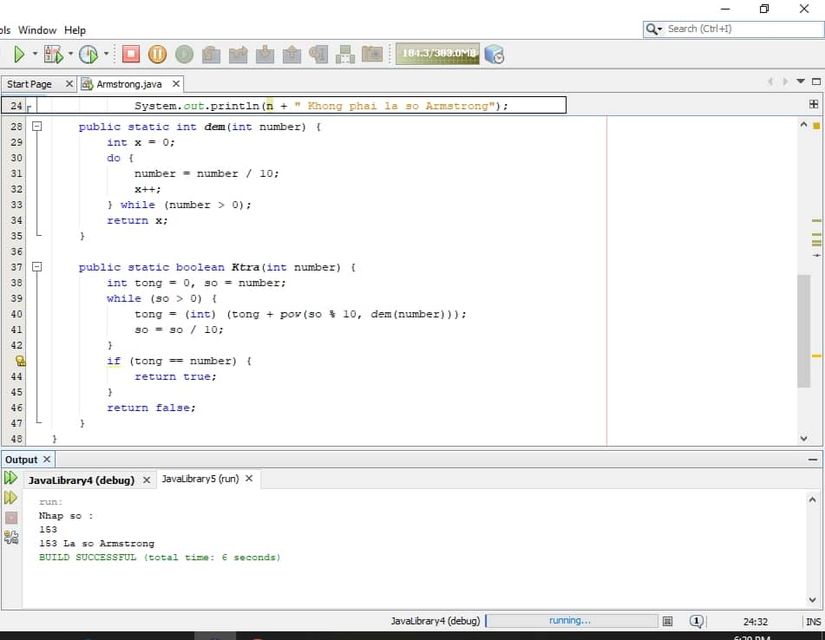 ols Window Help
Search (Ctrl+I)
184.3/383.0MB
Start Page
Armstrong.java
24 System.out.println(n + " Khong phai la so Armstrong");
28 public static int dem(int number) {
29 int x = 0;
30 do {
31 number = number / 10;
32 x++;
33 } while (number > 0);
34 return x;
35 }
36
37 public static boolean Ktra(int number) {
38 int tong = 0, so = number;
39 while (so > 0) {
40 tong = (int) (tong + pow(so % 10, dem(number)));
41 so = so / 10;
42 }
if (tong == number) {
44 return true;
45 }
46 return false;
47 }
48 }
Output
JavaLibrary4 (debug)
JavaLibrary5 (run)
run:
Nhap so :
153
153 La so Armstrong
BUILD SUCCESSFUL (total time: 6 seconds)
JavaLibrary4 (debug) running... 1 24:32 INS